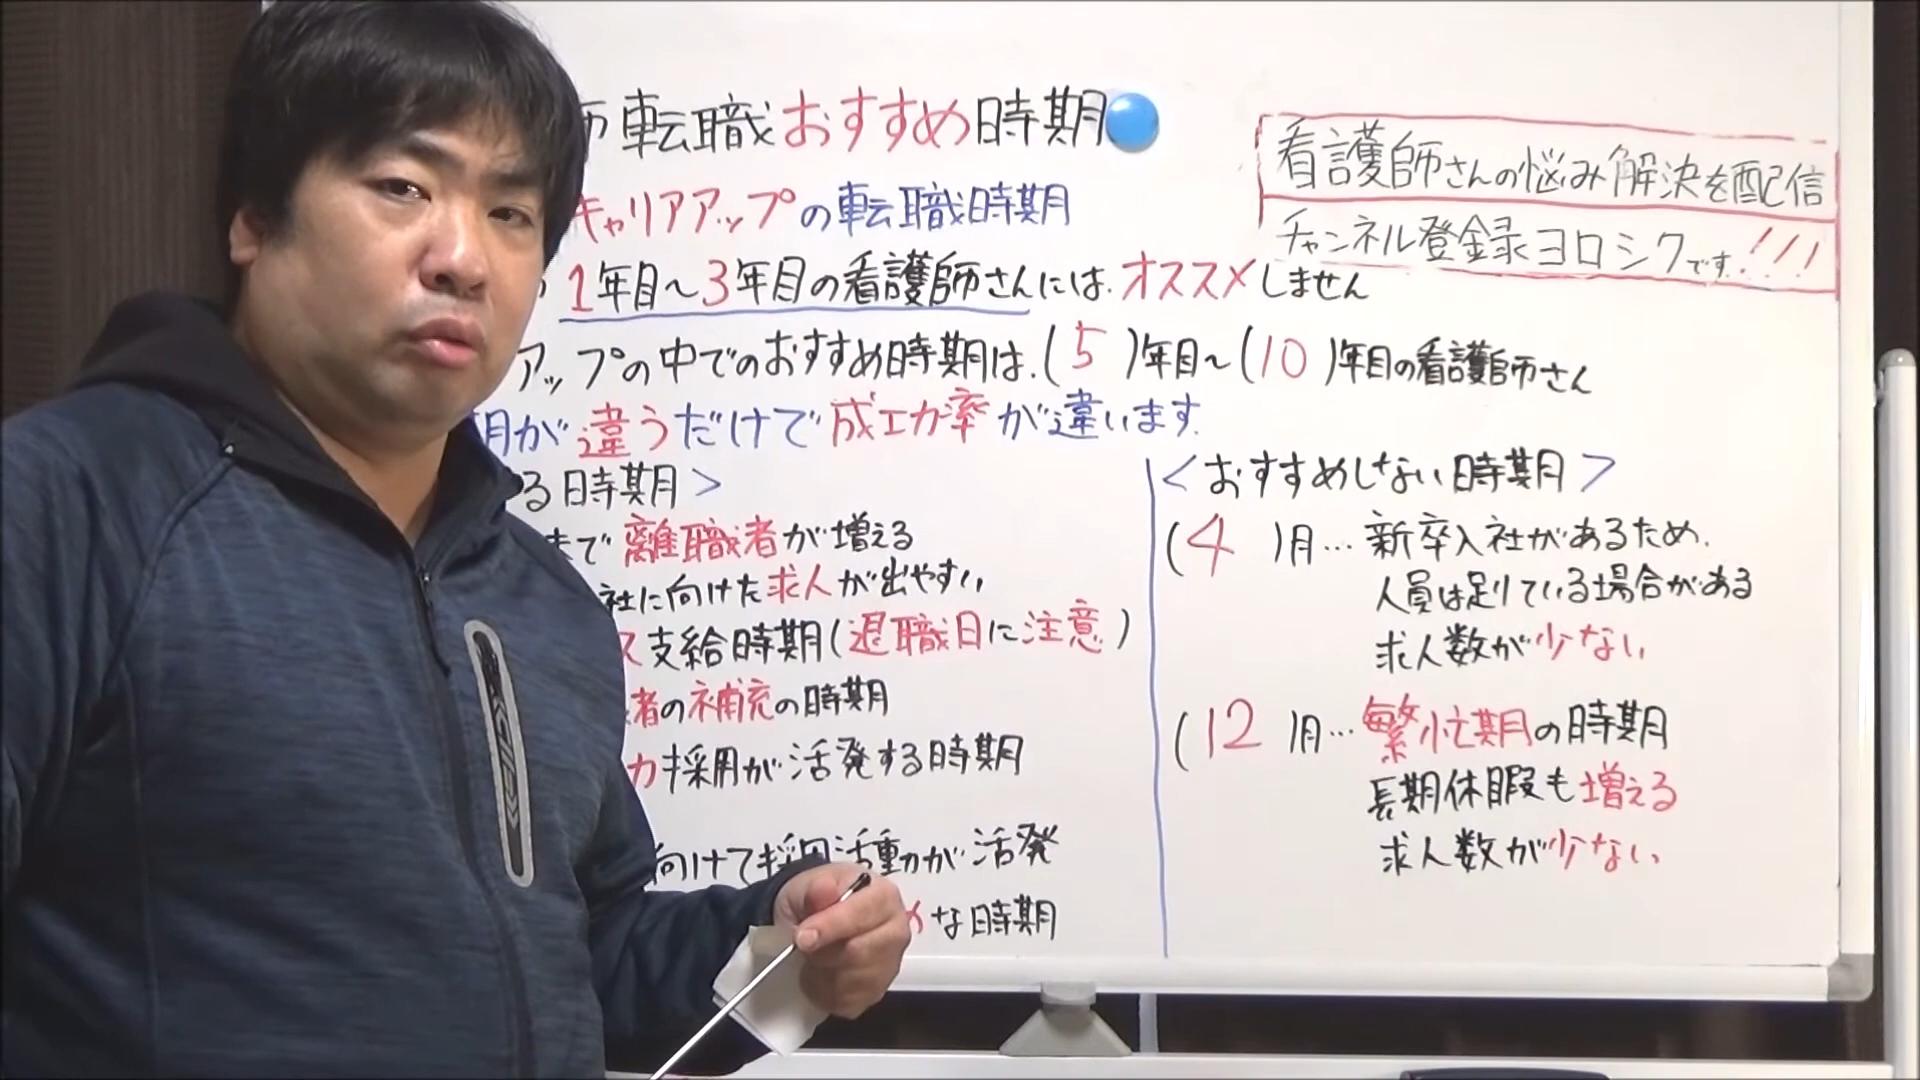 転職おすすめ時期
看護師さんの悩み解決を配信
チャンネル登録ヨロシクです!!!
キャリアアップの転職時期
1年目～3年目の看護師さんには.オススメしません
アップの中でのおすすめ時期は.(5)年目～(10)年目の看護師さん
期が違うだけで成功率が違います.
る時期>
まで離職者が増える
社に向けた求人が出やすい
ス支給時期(退職日に注意)
者の補充の時期
採用が活発する時期
向けて採用活動が活発
な時期
<おすすめしない時期>
(4)月…新卒入社があるため.
人員は足りている場合がある
求人数が少ない
(12)月…繁忙期の時期
長期休暇も増える
求人数が少ない